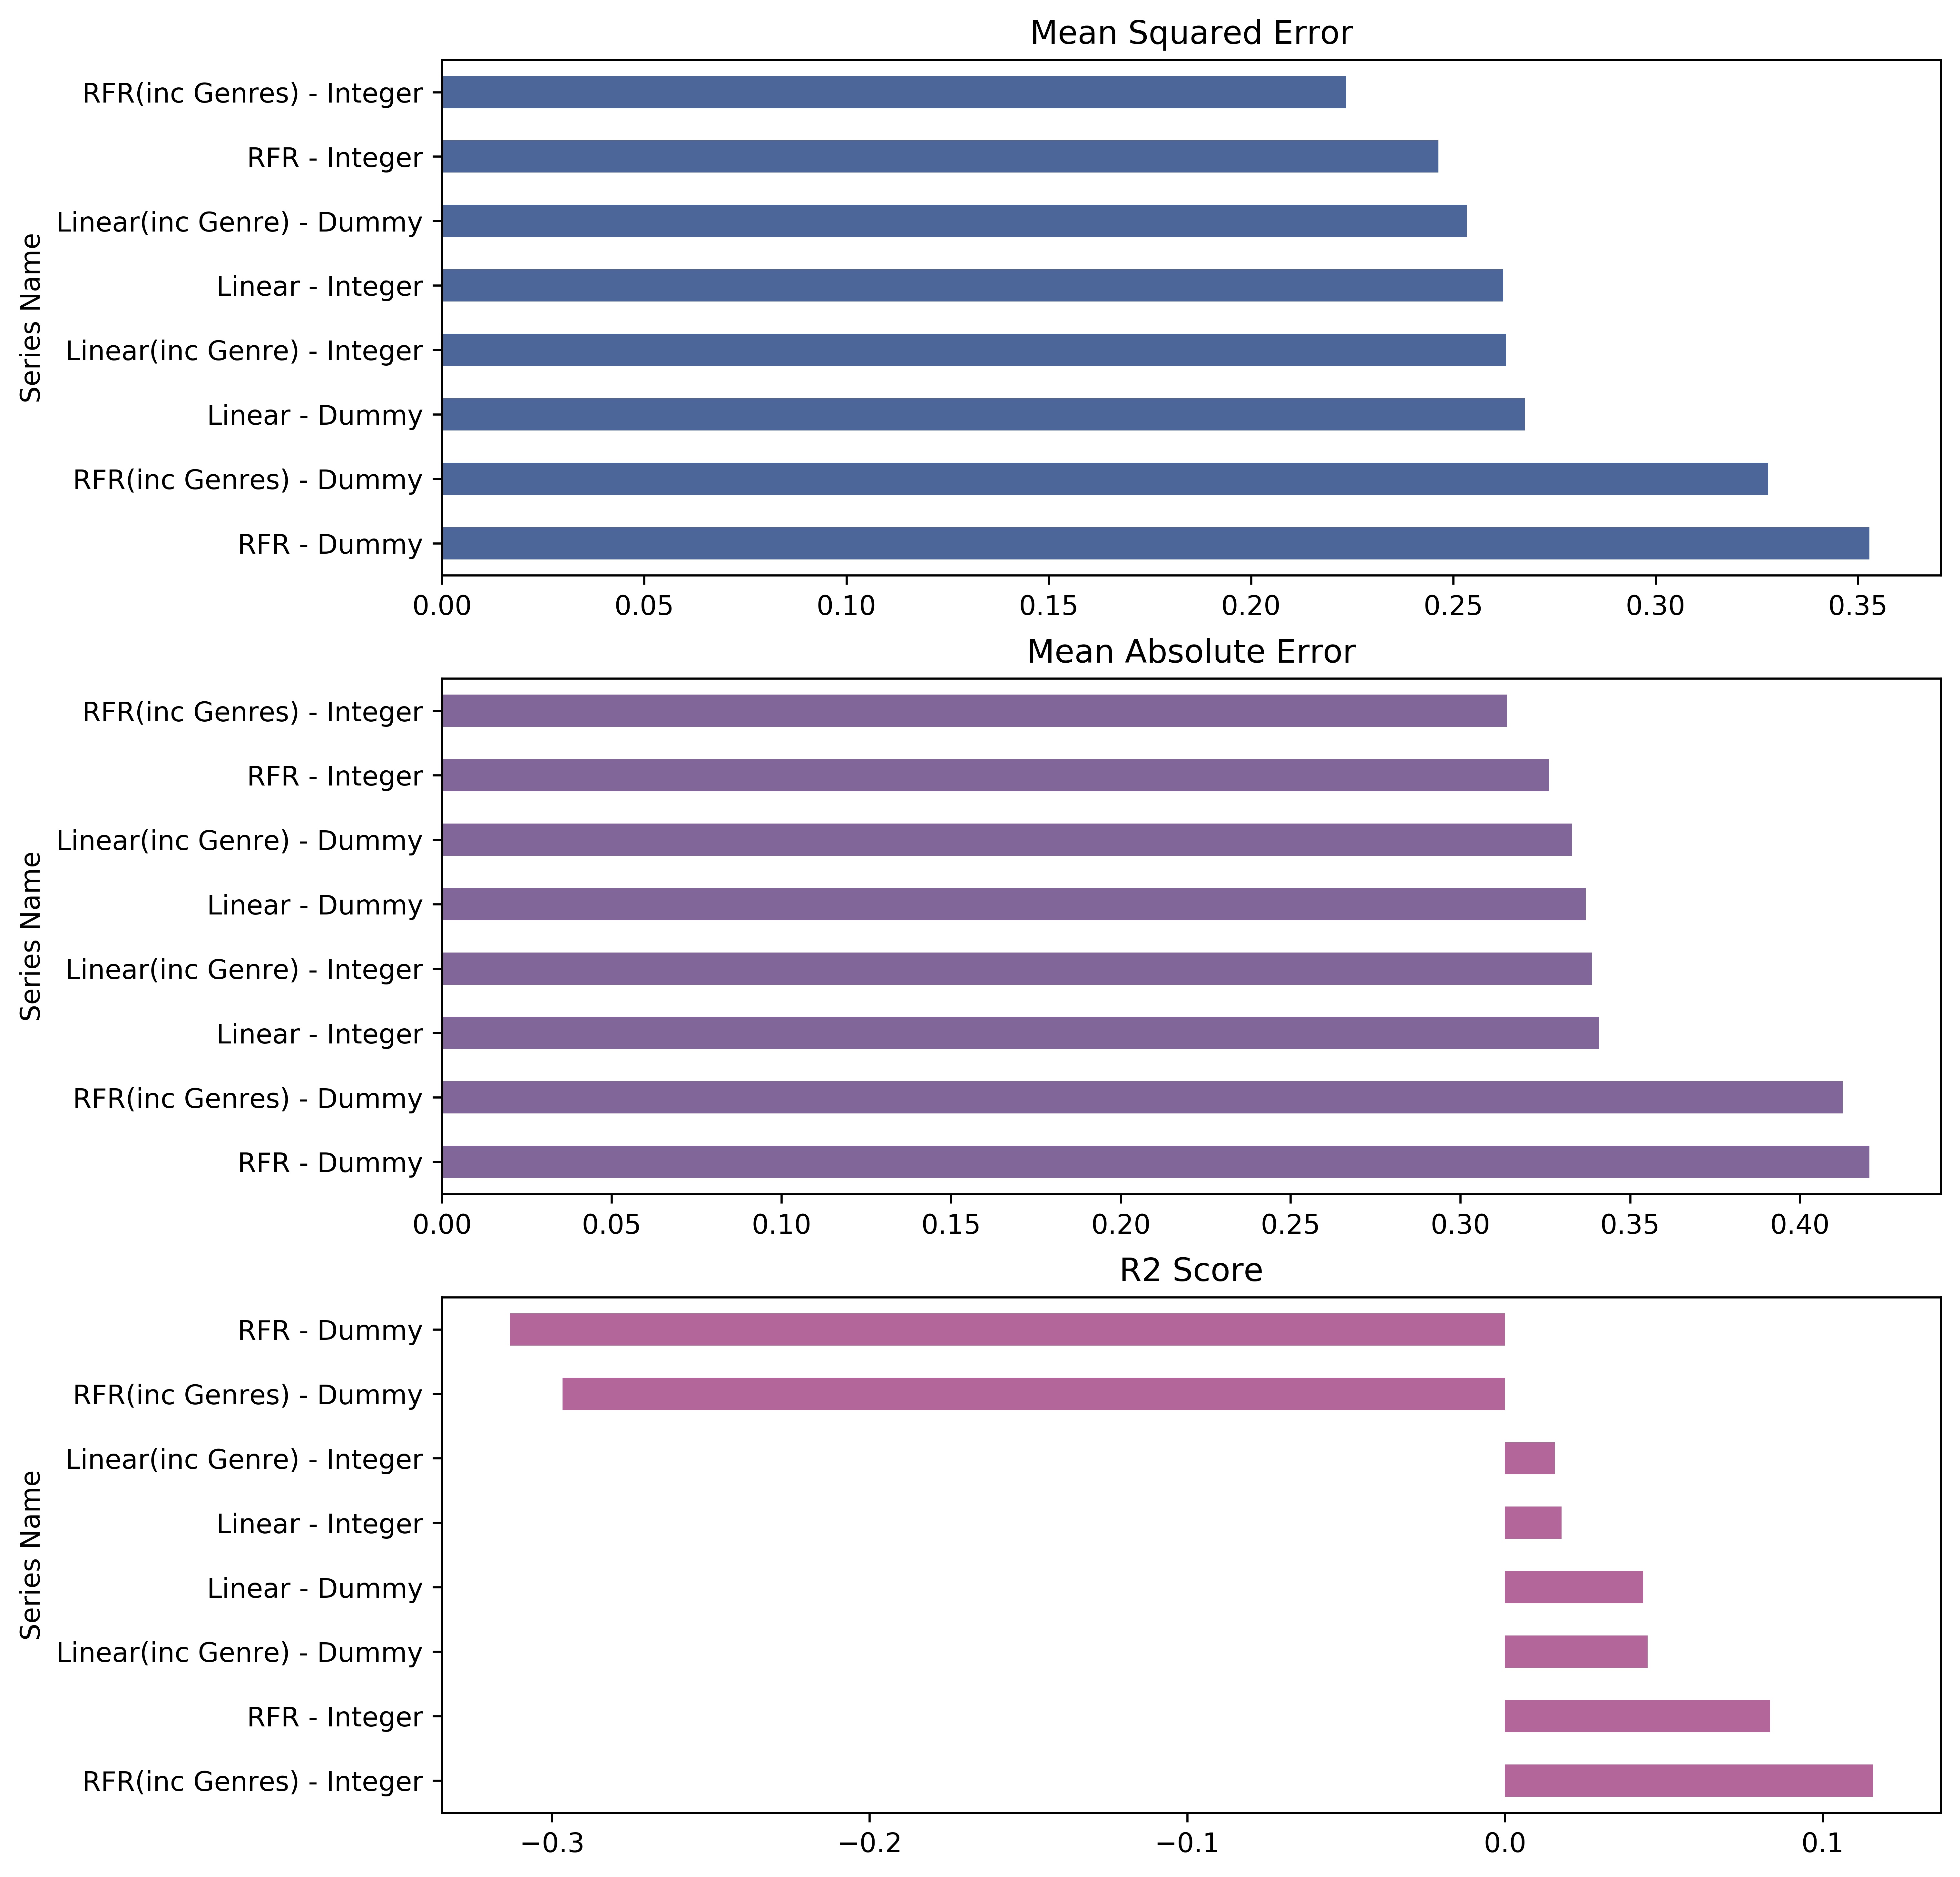 Mean Squared Error
Series Name
RFR(inc Genres) - Integer
RFR - Integer
Linear(inc Genre) - Dummy
Linear - Integer
Linear(inc Genre) - Integer
Linear - Dummy
RFR(inc Genres) - Dummy
RFR - Dummy
0.00 0.05 0.10 0.15 0.20 0.25 0.30 0.35
Mean Absolute Error
Series Name
RFR(inc Genres) - Integer
RFR - Integer
Linear(inc Genre) - Dummy
Linear - Dummy
Linear(inc Genre) - Integer
Linear - Integer
RFR(inc Genres) - Dummy
RFR - Dummy
0.00 0.05 0.10 0.15 0.20 0.25 0.30 0.35 0.40
R2 Score
Series Name
RFR - Dummy
RFR(inc Genres) - Dummy
Linear(inc Genre) - Integer
Linear - Integer
Linear - Dummy
Linear(inc Genre) - Dummy
RFR - Integer
RFR(inc Genres) - Integer
−0.3 −0.2 −0.1 0.0 0.1